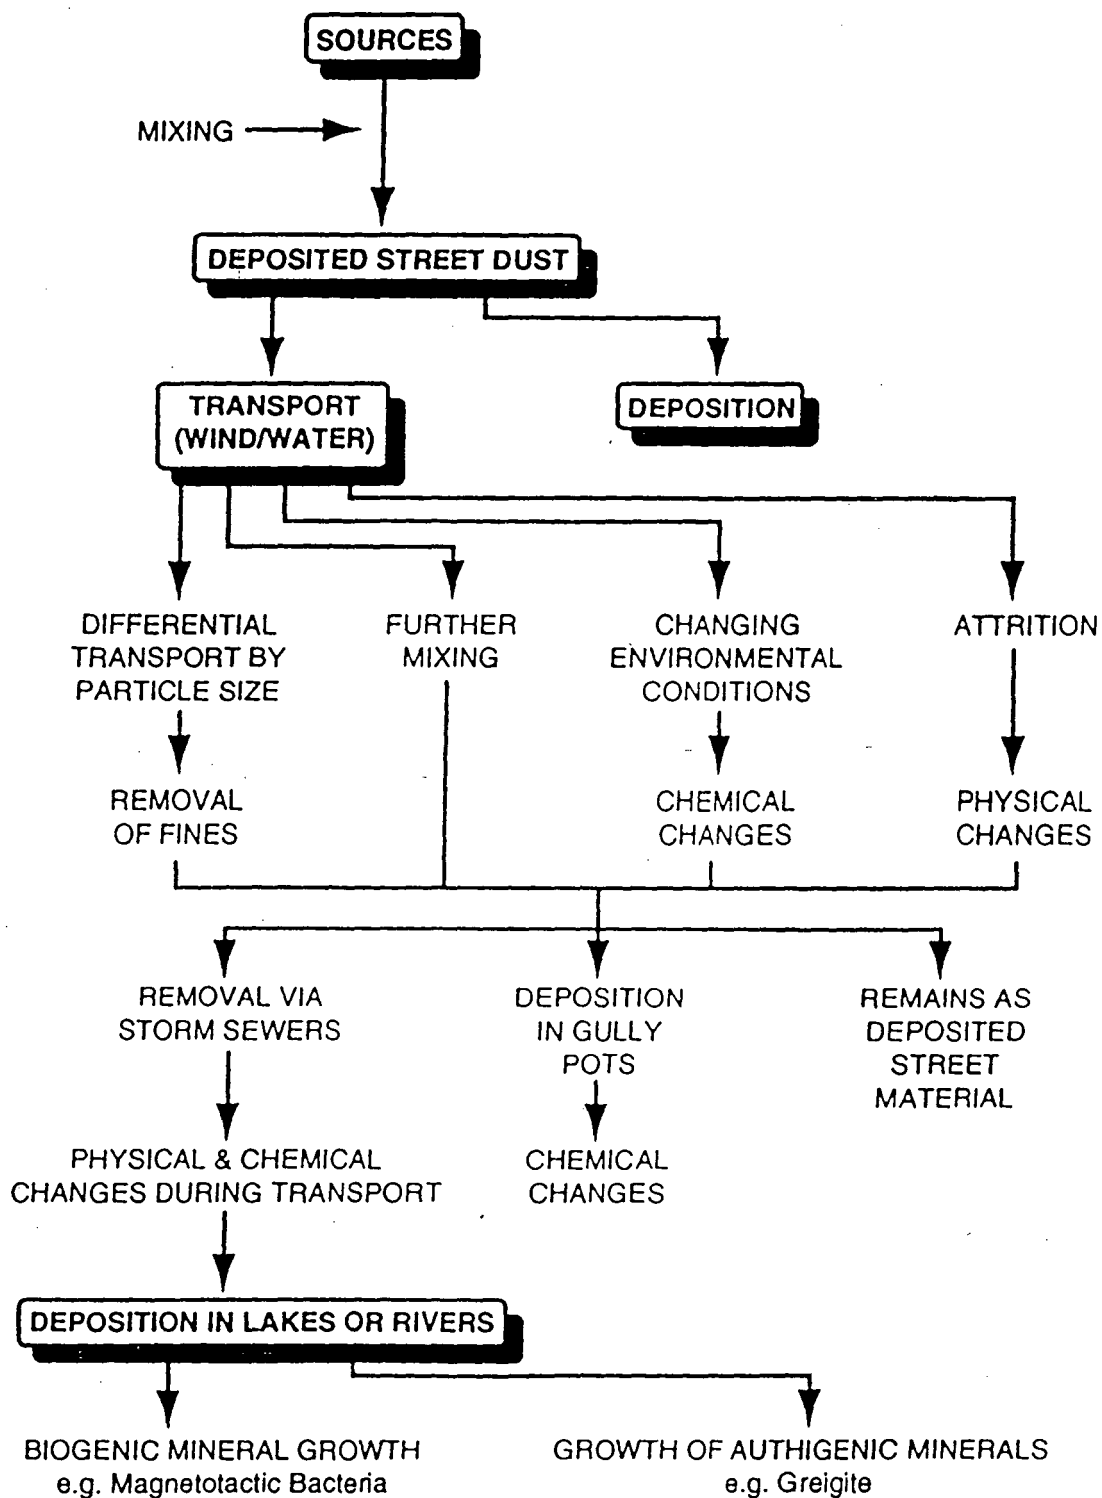 SOURCES
MIXING
DEPOSITED STREET DUST
TRANSPORT
(WIND/WATER)
DEPOSITION
DIFFERENTIAL
TRANSPORT BY
PARTICLE SIZE
FURTHER
MIXING
CHANGING
ENVIRONMENTAL
CONDITIONS
ATTRITION
REMOVAL
OF FINES
CHEMICAL
CHANGES
PHYSICAL
CHANGES
REMOVAL VIA
STORM SEWERS
DEPOSITION
IN GULLY
POTS
REMAINS AS
DEPOSITED
STREET
MATERIAL
PHYSICAL & CHEMICAL
CHANGES DURING TRANSPORT
CHEMICAL
CHANGES
DEPOSITION IN LAKES OR RIVERS
BIOGENIC MINERAL GROWTH
e.g. Magnetotactic Bacteria
GROWTH OF AUTHIGENIC MINERALS
e.g. Greigite